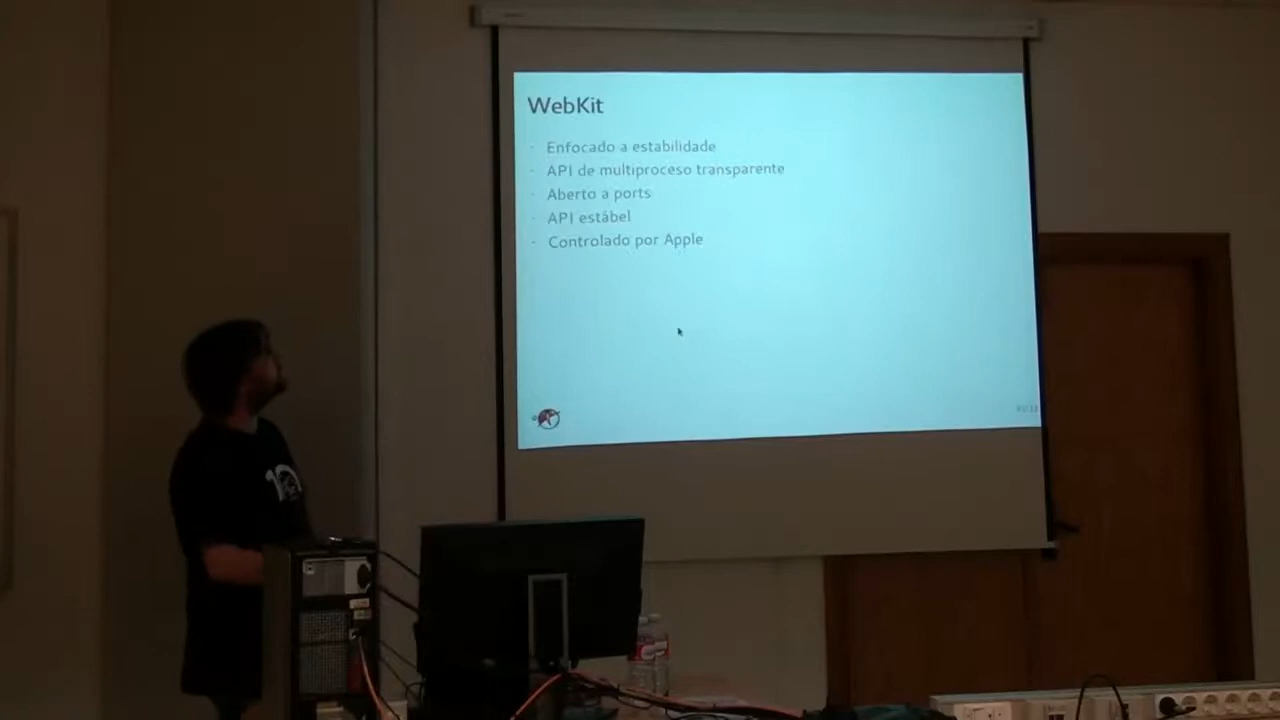 WebKit
- Enfocado a estabilidade
- API de multiproceso transparente
- Aberto a ports
- API estábel
- Controlado por Apple